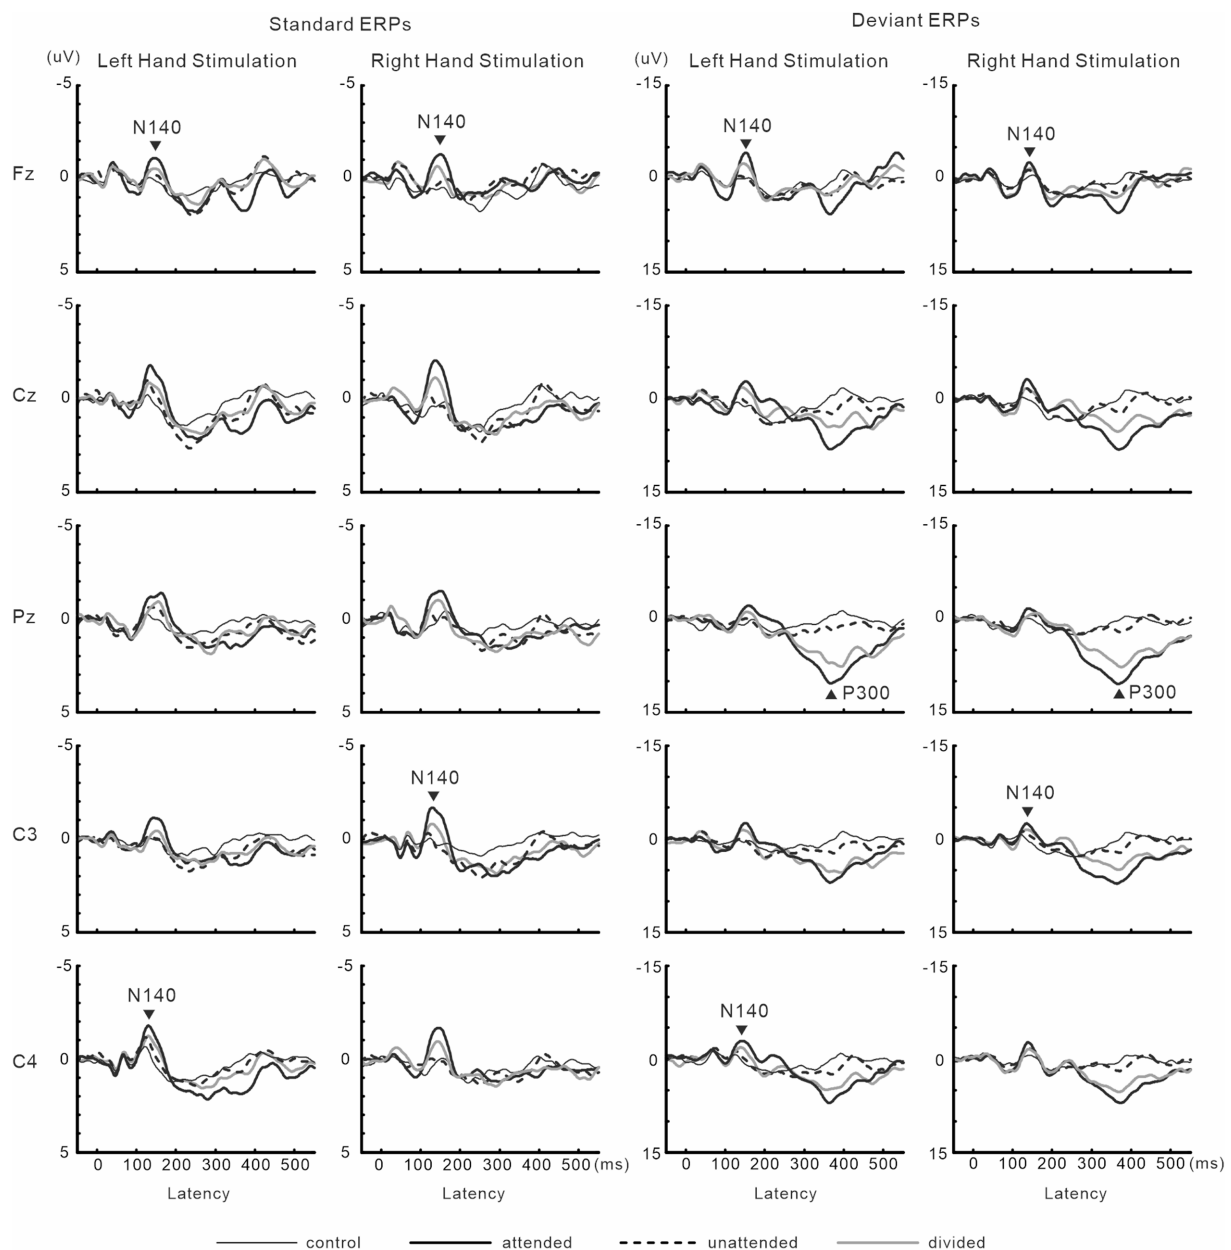 Standard ERPs
Deviant ERPs
(uV) Left Hand Stimulation Right Hand Stimulation (uV) Left Hand Stimulation Right Hand Stimulation
-5 -5 -15 -15
N140 N140 N140 N140
Fz 0 0 0 0
5 5 15 15
-5 -5 -15 -15
Cz 0 0 0 0
5 5 15 15
-5 -5 -15 -15
Pz 0 0 0 0
P300 P300
5 5 15 15
-5 -5 -15 -15
N140 N140
C3 0 0 0 0
5 5 15 15
-5 -5 -15 -15
N140 N140
C4 0 0 0 0
5 5 15 15
0 100 200 300 400 500 0 100 200 300 400 500 (ms) 0 100 200 300 400 500 0 100 200 300 400 500 (ms)
Latency Latency Latency Latency
control attended unattended divided